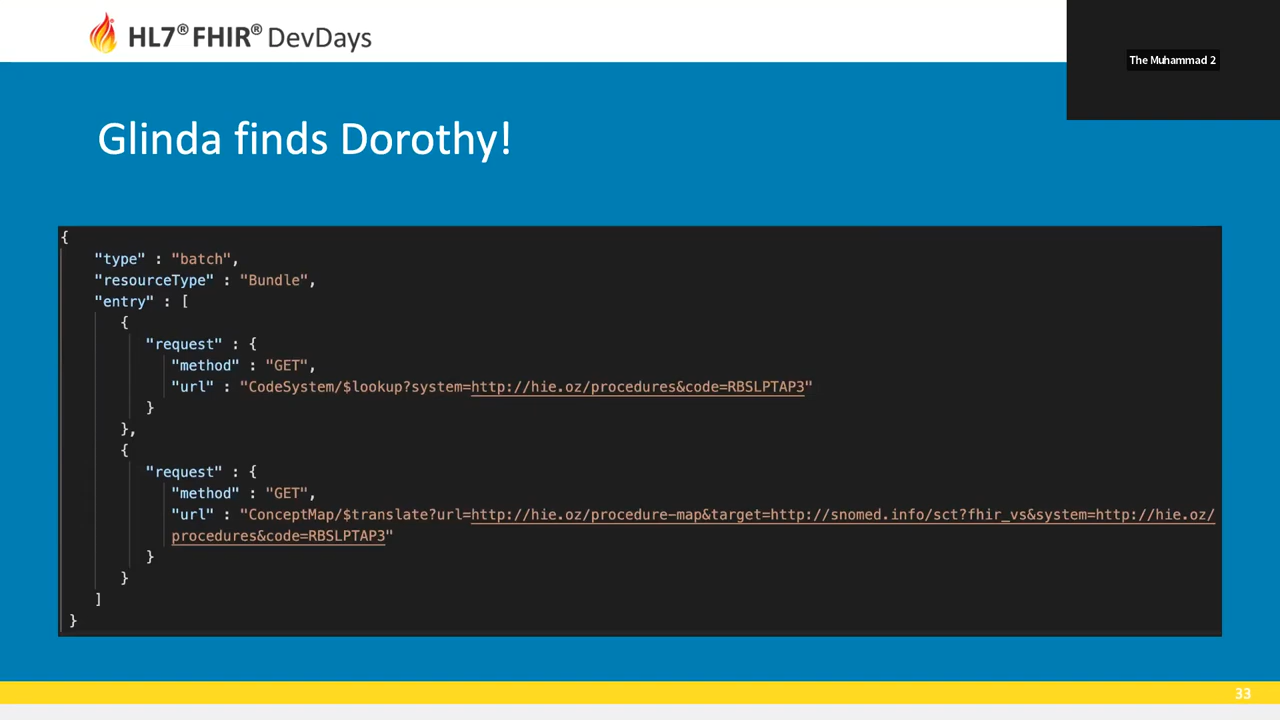 HL7® FHIR® DevDays
The Muhammad 2
Glinda finds Dorothy!
{
"type" : "batch",
"resourceType" : "Bundle",
"entry" : [
{
"request" : {
"method" : "GET",
"url" : "CodeSystem/$lookup?system=http://hie.oz/procedures&code=RBSLPTAP3"
}
},
{
"request" : {
"method" : "GET",
"url" : "ConceptMap/$translate?url=http://hie.oz/procedure-map&target=http://snomed.info/sct?fhir_vs&system=http://hie.oz/
procedures&code=RBSLPTAP3"
}
}
]
}
33